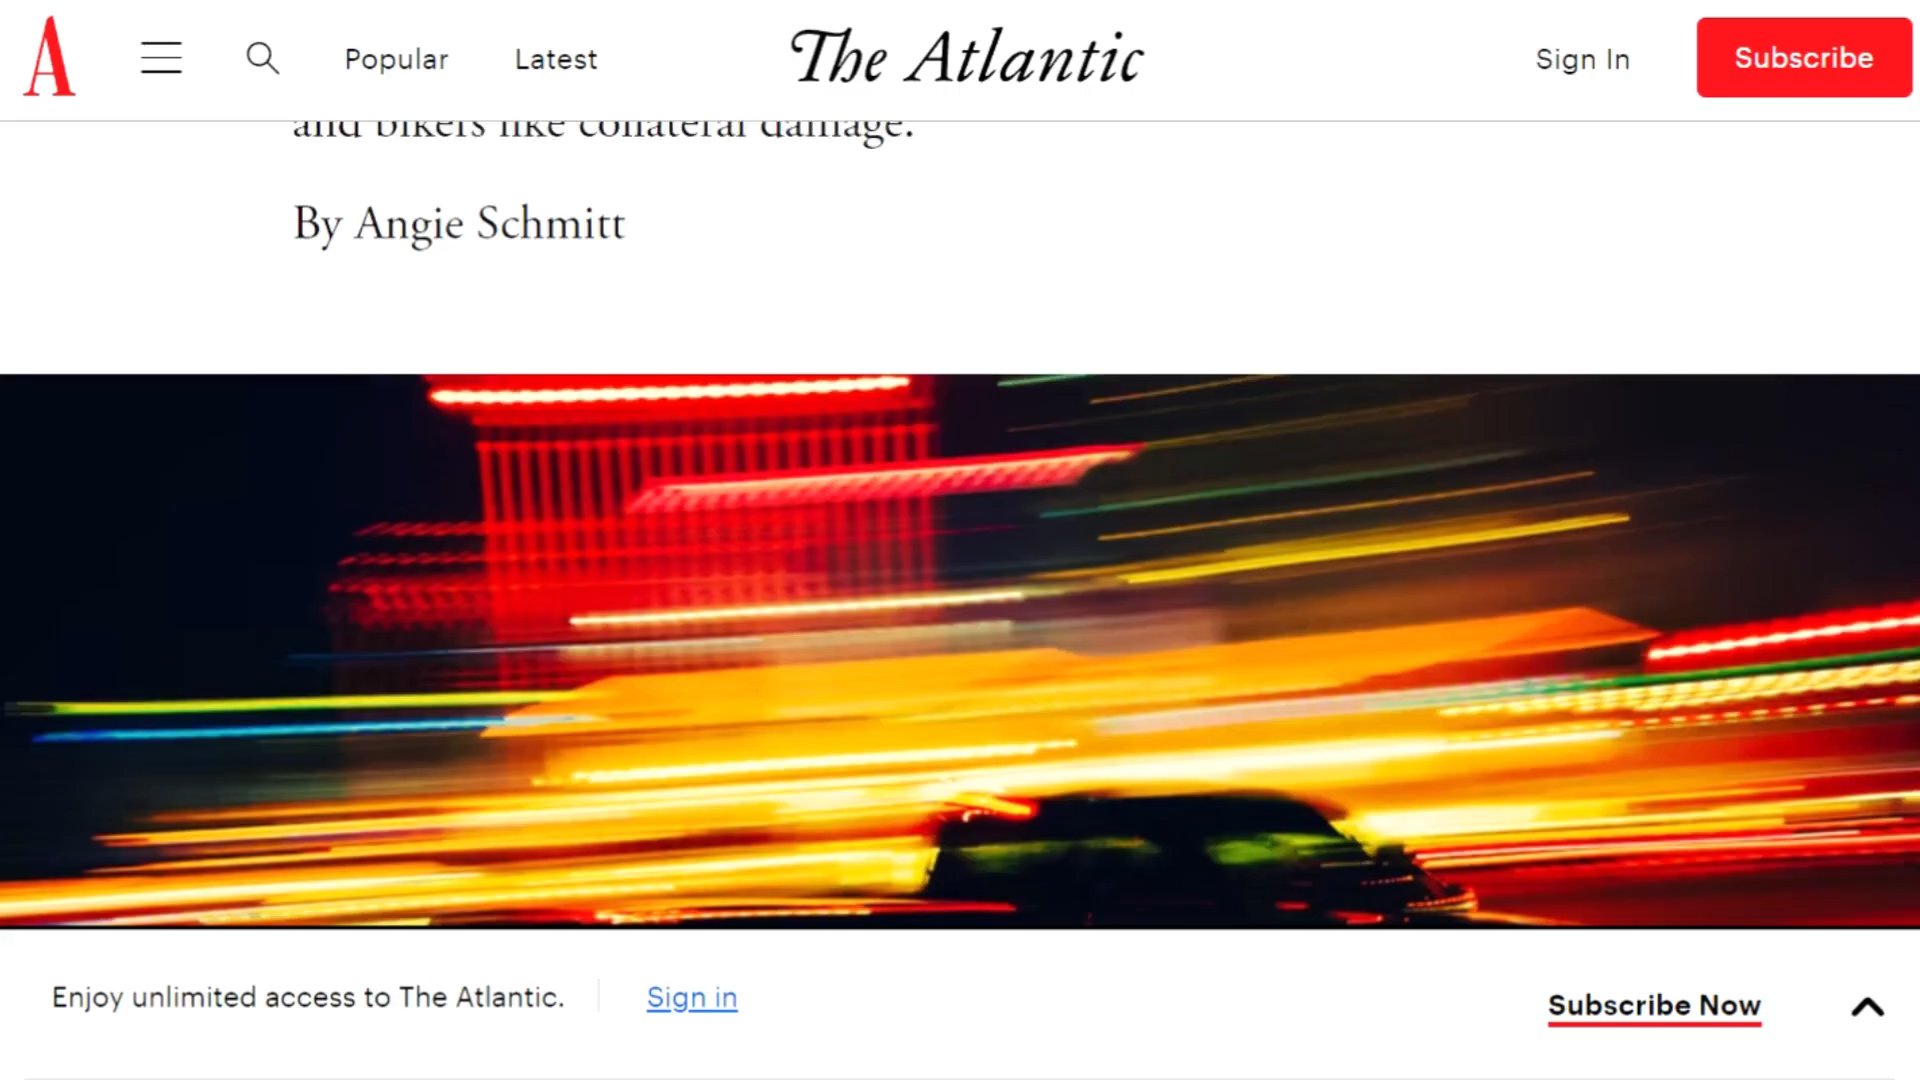 A
Popular
Latest
The Atlantic
Sign In
Subscribe
and bikers like collateral damage.
By Angie Schmitt
Enjoy unlimited access to The Atlantic.
Sign in
Subscribe Now